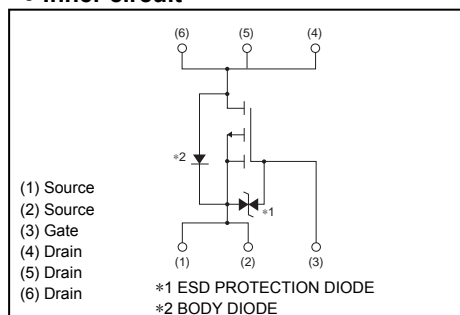 Inner circuit
(6) (5) (4)
*2
*1
(1) Source
(2) Source
(3) Gate
(4) Drain
(5) Drain
(6) Drain
(1) (2) (3)
*1 ESD PROTECTION DIODE
*2 BODY DIODE